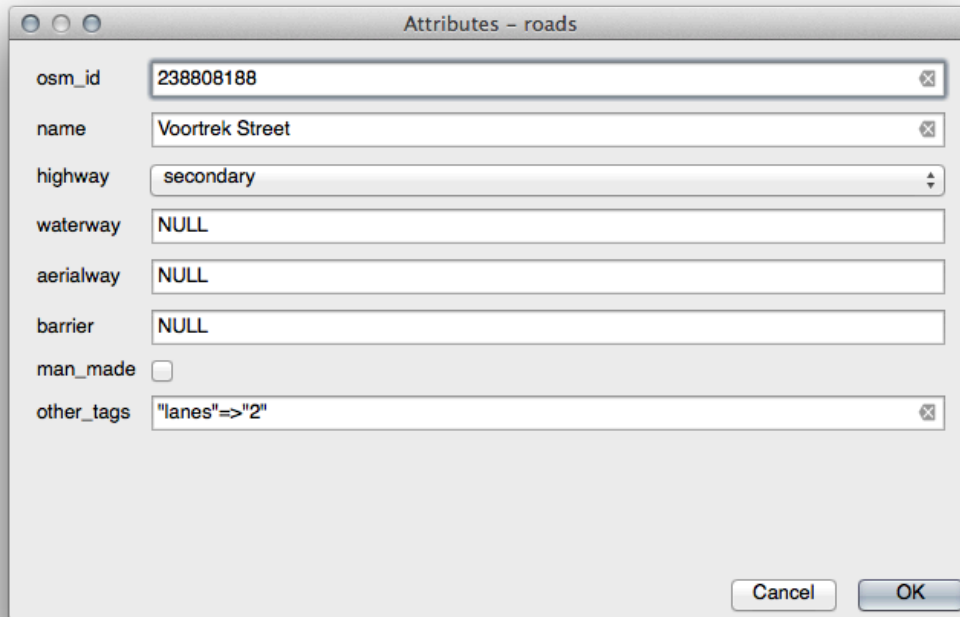 Attributes – roads
osm_id 238808188
name Voortrek Street
highway secondary
waterway NULL
aerialway NULL
barrier NULL
man_made
other_tags "lanes"=>"2"
Cancel OK